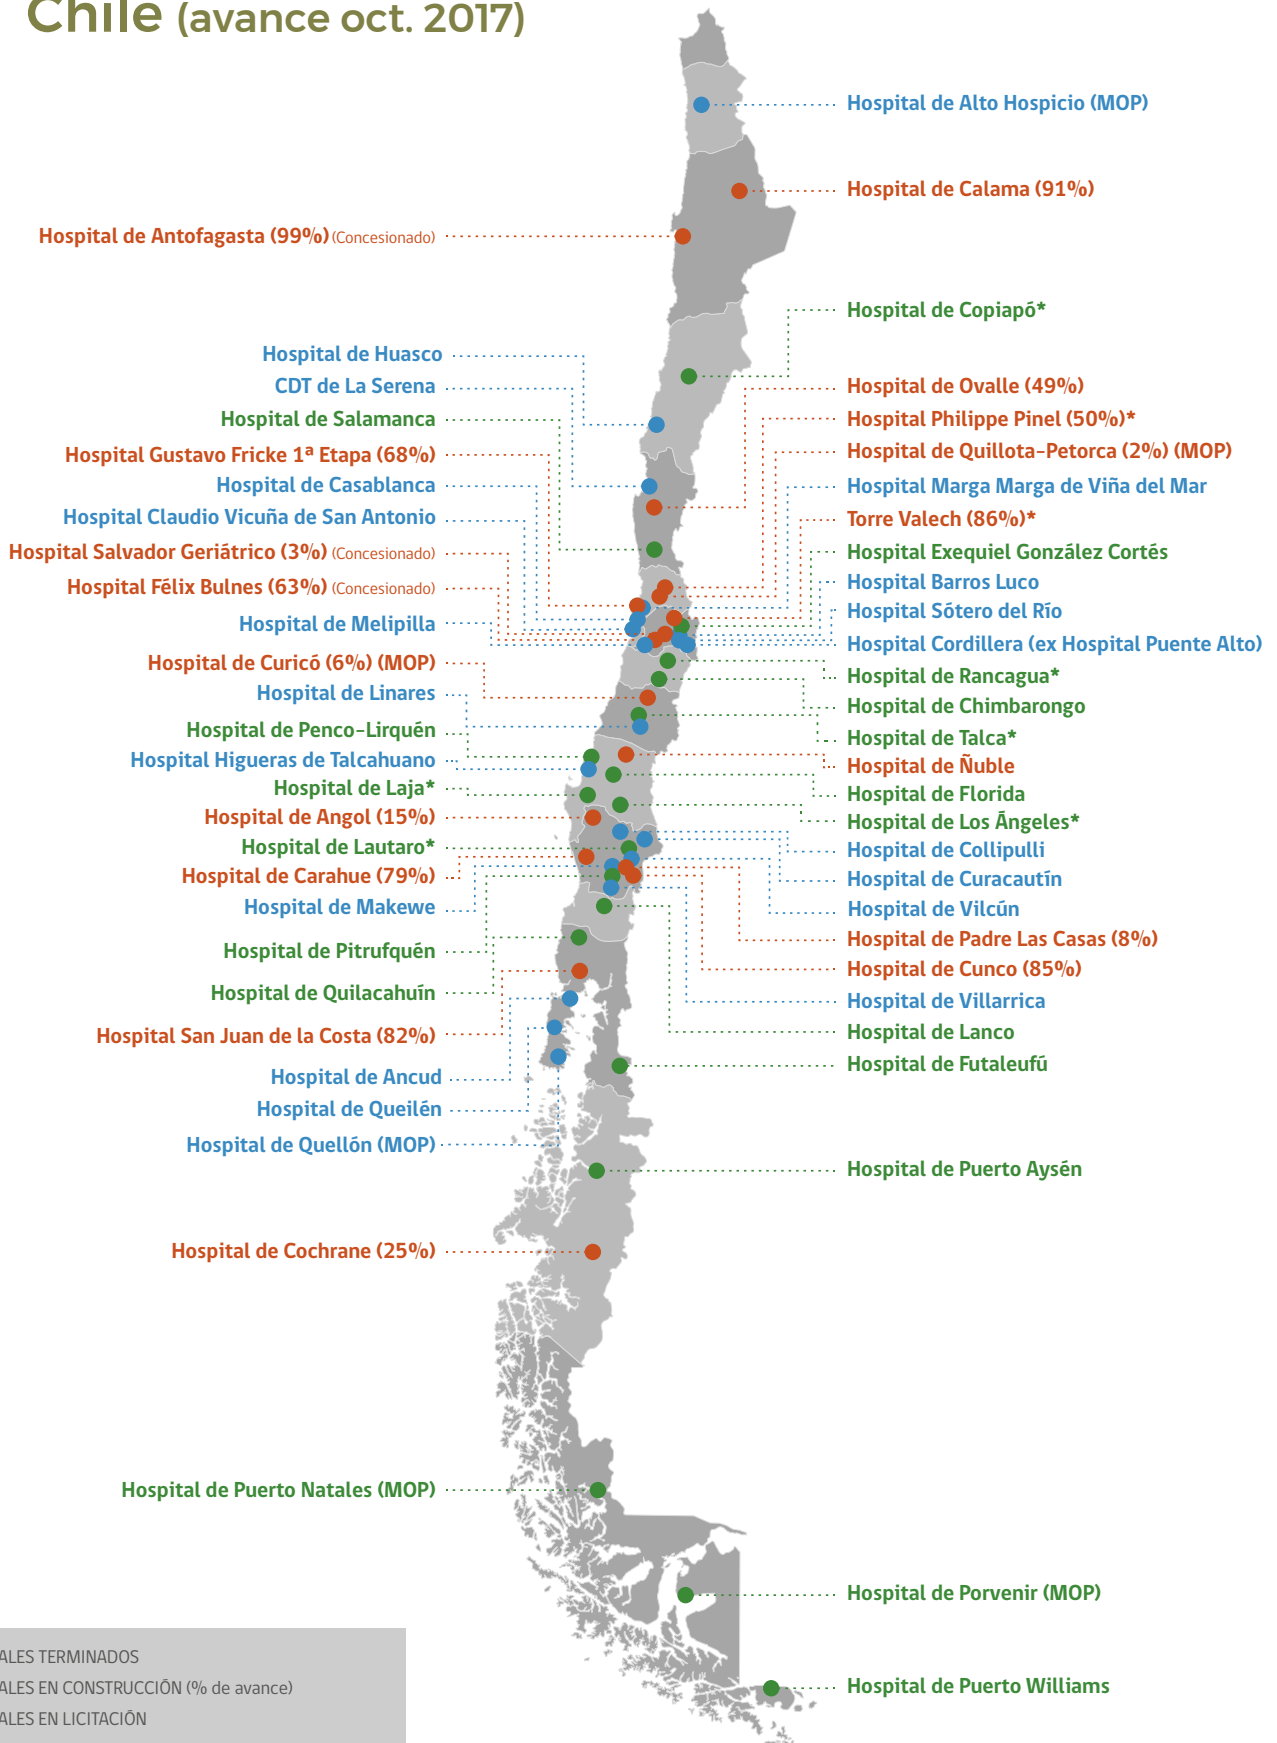 Chile (avance oct. 2017)
Hospital de Alto Hospicio (MOP)
Hospital de Calama (91%)
Hospital de Antofagasta (99%) (Concesionado)
Hospital de Copiapó*
Hospital de Huasco
CDT de La Serena
Hospital de Salamanca
Hospital Gustavo Fricke 1ª Etapa (68%)
Hospital de Casablanca
Hospital Claudio Vicuña de San Antonio
Hospital Salvador Geriátrico (3%) (Concesionado)
Hospital Félix Bulnes (63%) (Concesionado)
Hospital de Melipilla
Hospital de Curicó (6%) (MOP)
Hospital de Linares
Hospital de Penco-Lirquén
Hospital Higueras de Talcahuano
Hospital de Laja*
Hospital de Angol (15%)
Hospital de Lautaro*
Hospital de Carahue (79%)
Hospital de Makewe
Hospital de Pitrufquén
Hospital de Quilacahuín
Hospital San Juan de la Costa (82%)
Hospital de Ancud
Hospital de Queilén
Hospital de Quellón (MOP)
Hospital de Ovalle (49%)
Hospital Philippe Pinel (50%)*
Hospital de Quillota-Petorca (2%) (MOP)
Hospital Marga Marga de Viña del Mar
Torre Valech (86%)*
Hospital Exequiel González Cortés
Hospital Barros Luco
Hospital Sótero del Río
Hospital Cordillera (ex Hospital Puente Alto)
Hospital de Rancagua*
Hospital de Chimbarongo
Hospital de Talca*
Hospital de Ñuble
Hospital de Florida
Hospital de Los Ángeles*
Hospital de Collipulli
Hospital de Curacautín
Hospital de Vilcún
Hospital de Padre Las Casas (8%)
Hospital de Cunco (85%)
Hospital de Villarrica
Hospital de Lanco
Hospital de Futaleufú
Hospital de Puerto Aysén
Hospital de Cochrane (25%)
Hospital de Puerto Natales (MOP)
Hospital de Porvenir (MOP)
Hospital de Puerto Williams
ALES TERMINADOS
ALES EN CONSTRUCCIÓN (% de avance)
ALES EN LICITACIÓN